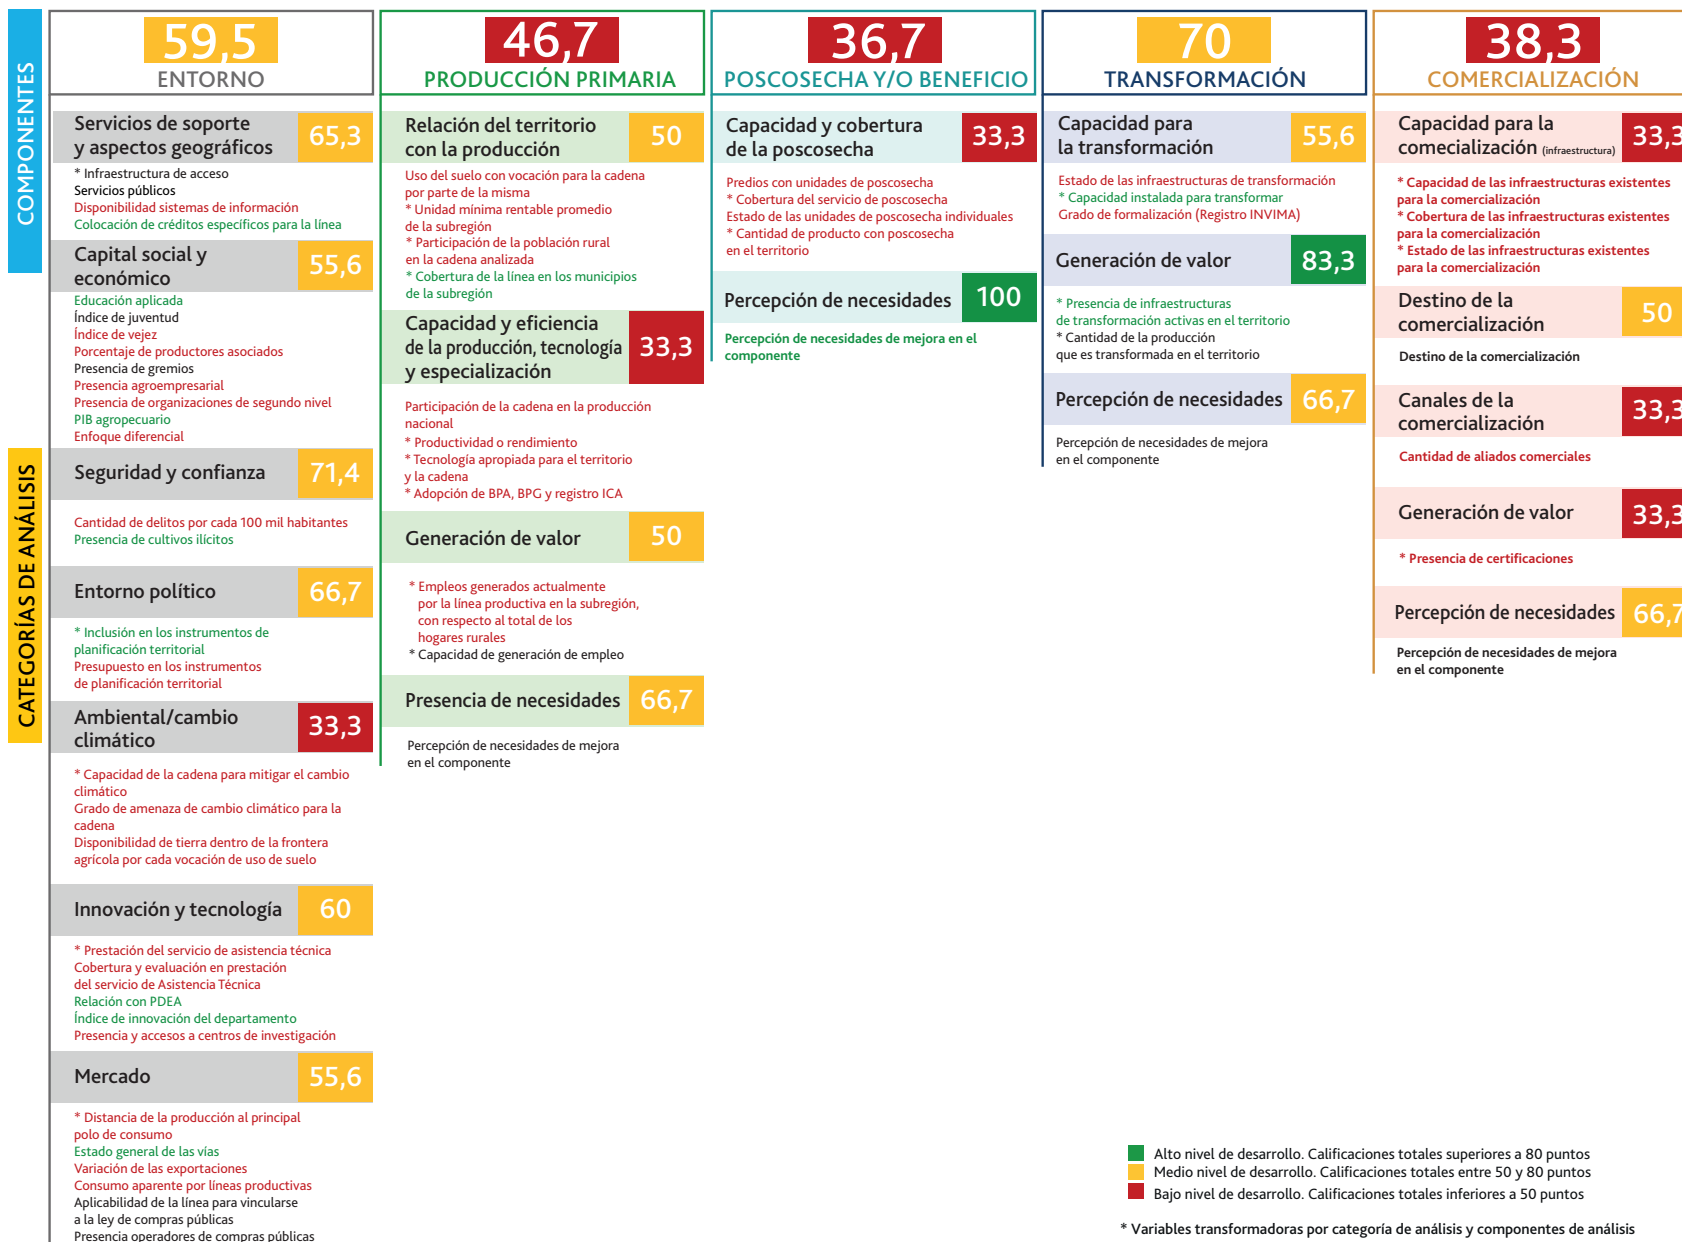 COMPONENTES
CATEGORÍAS DE ANÁLISIS
59,5
ENTORNO
Servicios de soporte
y aspectos geográficos
65,3
* Infraestructura de acceso
Servicios públicos
Disponibilidad sistemas de información
Colocación de créditos específicos para la línea
Capital social y
económico
55,6
Educación aplicada
Índice de juventud
Índice de vejez
Porcentaje de productores asociados
Presencia de gremios
Presencia agroempresarial
Presencia de organizaciones de segundo nivel
PIB agropecuario
Enfoque diferencial
Seguridad y confianza
71,4
Cantidad de delitos por cada 100 mil habitantes
Presencia de cultivos ilícitos
Entorno político
66,7
* Inclusión en los instrumentos de
planificación territorial
Presupuesto en los instrumentos
de planificación territorial
Ambiental/cambio
climático
33,3
* Capacidad de la cadena para mitigar el cambio
climático
Grado de amenaza de cambio climático para la
cadena
Disponibilidad de tierra dentro de la frontera
agrícola por cada vocación de uso de suelo
Innovación y tecnología
60
* Prestación del servicio de asistencia técnica
Cobertura y evaluación en prestación
del servicio de Asistencia Técnica
Relación con PDEA
Índice de innovación del departamento
Presencia y accesos a centros de investigación
Mercado
55,6
* Distancia de la producción al principal
polo de consumo
Estado general de las vías
Variación de las exportaciones
Consumo aparente por líneas productivas
Aplicabilidad de la línea para vincularse
a la ley de compras públicas
Presencia operadores de compras públicas
46,7
PRODUCCIÓN PRIMARIA
Relación del territorio
con la producción
50
Uso del suelo con vocación para la cadena
por parte de la misma
* Unidad mínima rentable promedio
de la subregión
* Participación de la población rural
en la cadena analizada
* Cobertura de la línea en los municipios
de la subregión
Capacidad y eficiencia
de la producción, tecnología
y especialización
33,3
Participación de la cadena en la producción
nacional
* Productividad o rendimiento
* Tecnología apropiada para el territorio
y la cadena
* Adopción de BPA, BPG y registro ICA
Generación de valor
50
* Empleos generados actualmente
por la línea productiva en la subregión,
con respecto al total de los
hogares rurales
* Capacidad de generación de empleo
Presencia de necesidades
66,7
Percepción de necesidades de mejora
en el componente
36,7
POSCOSECHA Y/O BENEFICIO
Capacidad y cobertura
de la poscosecha
33,3
Predios con unidades de poscosecha
* Cobertura del servicio de poscosecha
Estado de las unidades de poscosecha individuales
* Cantidad de producto con poscosecha
en el territorio
Percepción de necesidades
100
Percepción de necesidades de mejora en el
componente
70
TRANSFORMACIÓN
Capacidad para
la transformación
55,6
Estado de las infraestructuras de transformación
* Capacidad instalada para transformar
Grado de formalización (Registro INVIMA)
Generación de valor
83,3
* Presencia de infraestructuras
de transformación activas en el territorio
* Cantidad de la producción
que es transformada en el territorio
Percepción de necesidades
66,7
Percepción de necesidades de mejora
en el componente
38,3
COMERCIALIZACIÓN
Capacidad para la
comecialización (infraestructura)
33,3
* Capacidad de las infraestructuras existentes
para la comercialización
* Cobertura de las infraestructuras existentes
para la comercialización
* Estado de las infraestructuras existentes
para la comercialización
Destino de la
comercialización
50
Destino de la comercialización
Canales de la
comercialización
33,3
Cantidad de aliados comerciales
Generación de valor
33,3
* Presencia de certificaciones
Percepción de necesidades
66,7
Percepción de necesidades de mejora
en el componente
Alto nivel de desarrollo. Calificaciones totales superiores a 80 puntos
Medio nivel de desarrollo. Calificaciones totales entre 50 y 80 puntos
Bajo nivel de desarrollo. Calificaciones totales inferiores a 50 puntos
* Variables transformadoras por categoría de análisis y componentes de análisis